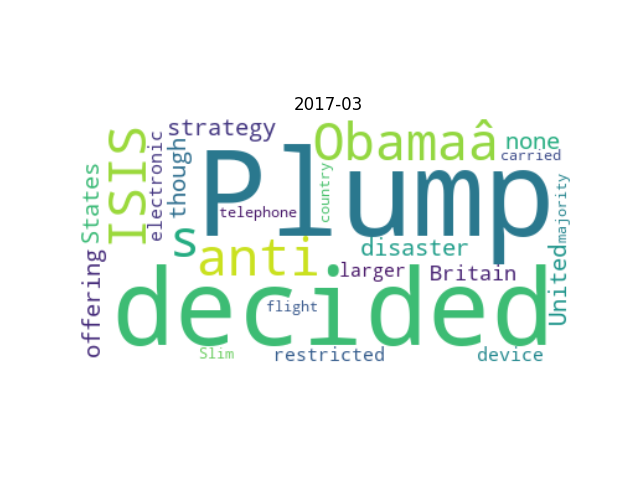 2017-03
strategy
Obamaâ
none
carried
ISIS
electronic
though
States
Plump
telephone
country
majority
s
anti
disaster
larger
Britain
United
offering
decided
flight
Slim
restricted
device